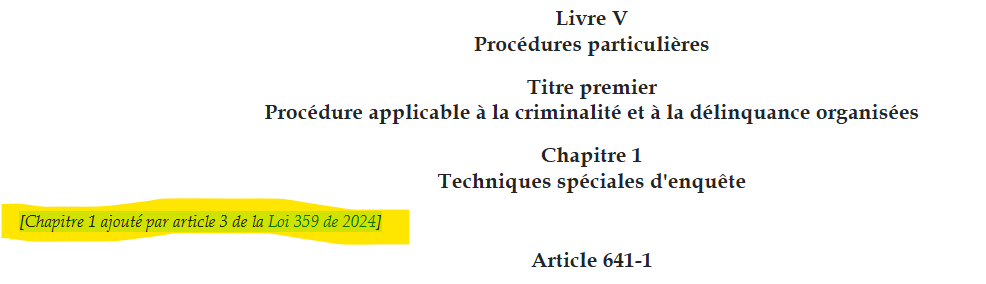 Livre V
Procédures particulières
Titre premier
Procédure applicable à la criminalité et à la délinquance organisées
Chapitre 1
Techniques spéciales d'enquête
[Chapitre 1 ajouté par article 3 de la Loi 359 de 2024]
Article 641-1